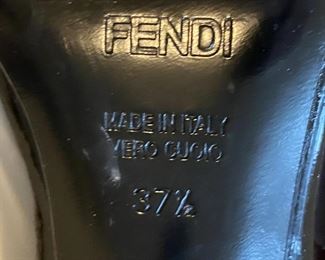 FENDI
MADE IN ITALY
VERO CUOIO
37½